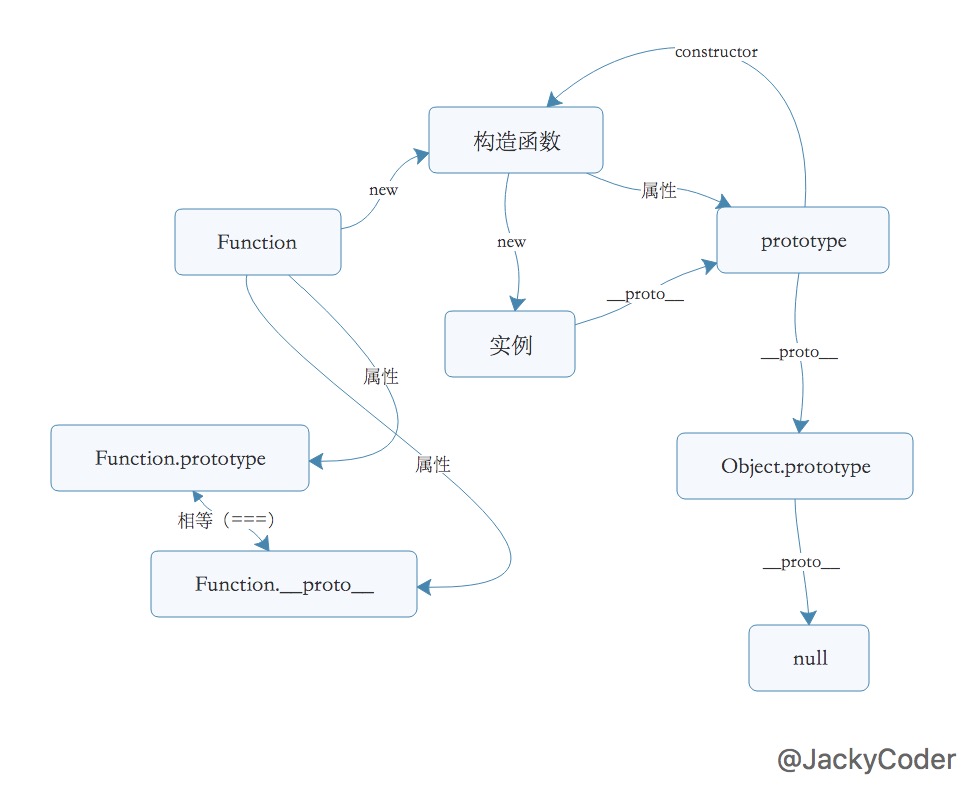 constructor
构造函数
new
属性
Function
new
prototype
__proto__
实例
__proto__
属性
Function.prototype
属性
Object.prototype
相等（===）
__proto__
Function.__proto__
null
@JackyCoder